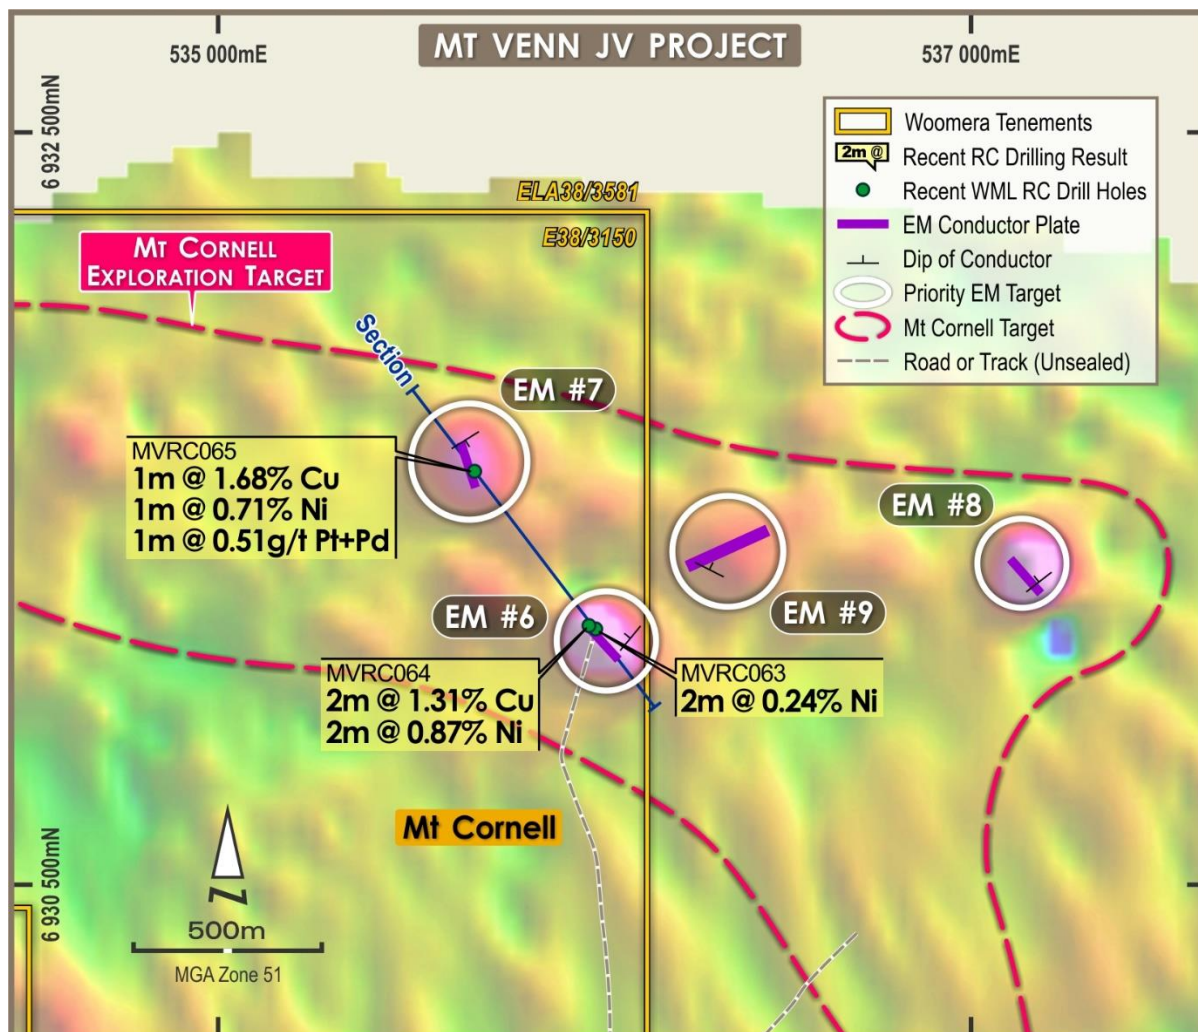 MT VENN JV PROJECT
535 000mE
537 000mE
6 932 500mN
Woomera Tenements
2m @
Recent RC Drilling Result
Recent WML RC Drill Holes
EM Conductor Plate
Dip of Conductor
Priority EM Target
Mt Cornell Target
Road or Track (Unsealed)
ELA38/3581
E38/3150
MT CORNELL
EXPLORATION TARGET
Section
EM #7
MVRC065
1m @ 1.68% Cu
1m @ 0.71% Ni
1m @ 0.51g/t Pt+Pd
EM #8
EM #9
EM #6
MVRC064
2m @ 1.31% Cu
2m @ 0.87% Ni
MVRC063
2m @ 0.24% Ni
Mt Cornell
6 930 500mN
N
500m
MGA Zone 51